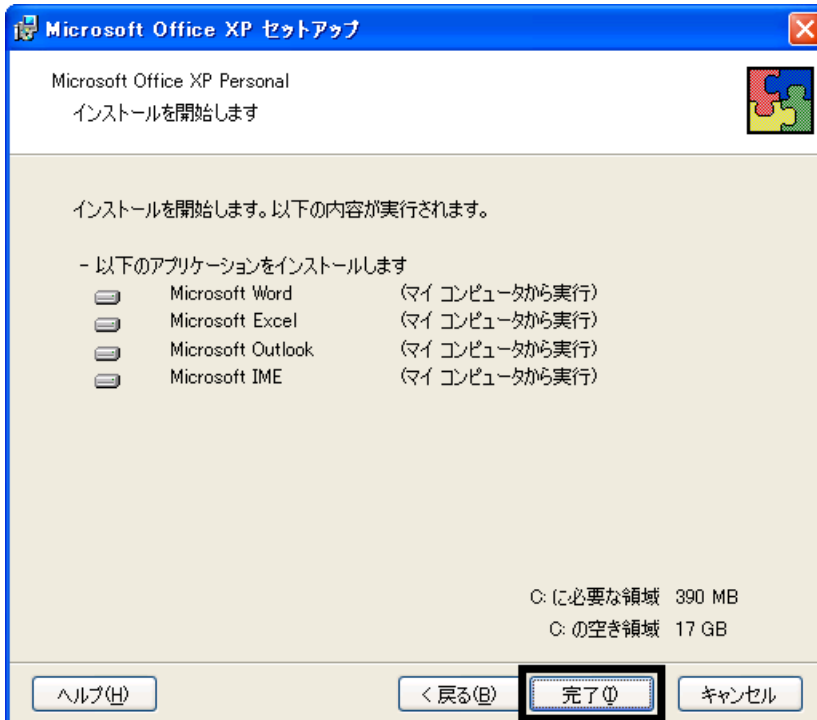 Microsoft Office XP セットアップ
Microsoft Office XP Personal
インストールを開始します
インストールを開始します。以下の内容が実行されます。
- 以下のアプリケーションをインストールします
Microsoft Word (マイ コンピュータから実行)
Microsoft Excel (マイ コンピュータから実行)
Microsoft Outlook (マイ コンピュータから実行)
Microsoft IME (マイ コンピュータから実行)
C: に必要な領域 390 MB
C: の空き領域 17 GB
ヘルプ(H) < 戻る(B) 完了(I) キャンセル